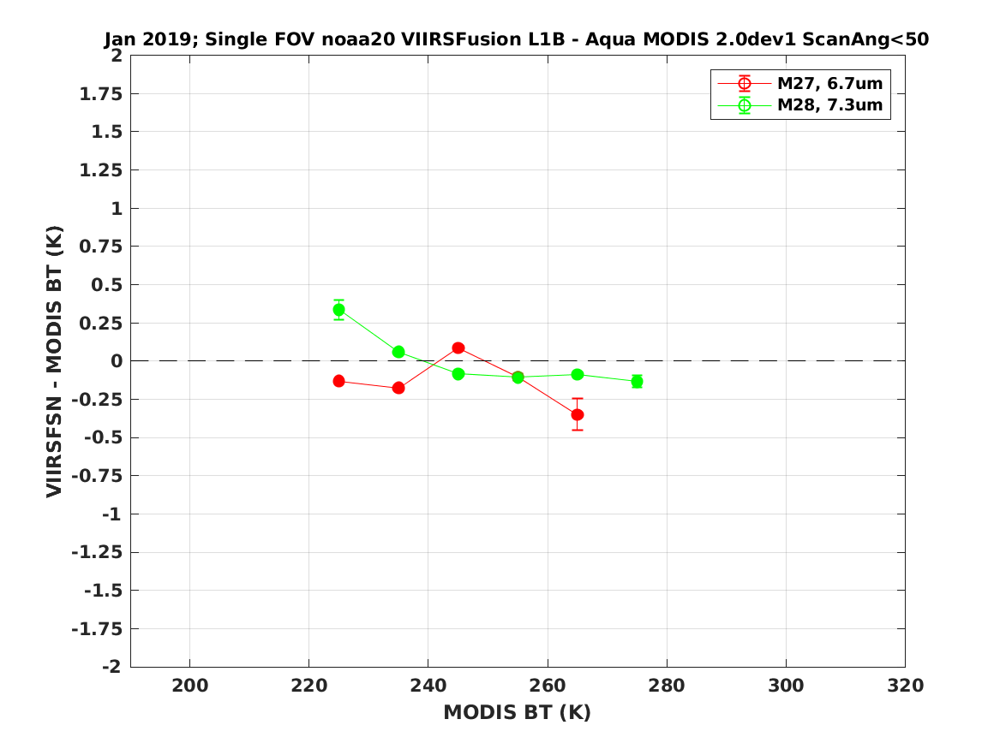 Jan 2019; Single FOV noaa20 VIIRSFusion L1B - Aqua MODIS 2.0dev1 ScanAng<50
M27, 6.7um
M28, 7.3um
2
1.75
1.5
1.25
1
0.75
0.5
0.25
0
-0.25
-0.5
-0.75
-1
-1.25
-1.5
-1.75
-2
VIIRSFSN - MODIS BT (K)
200 220 240 260 280 300 320
MODIS BT (K)